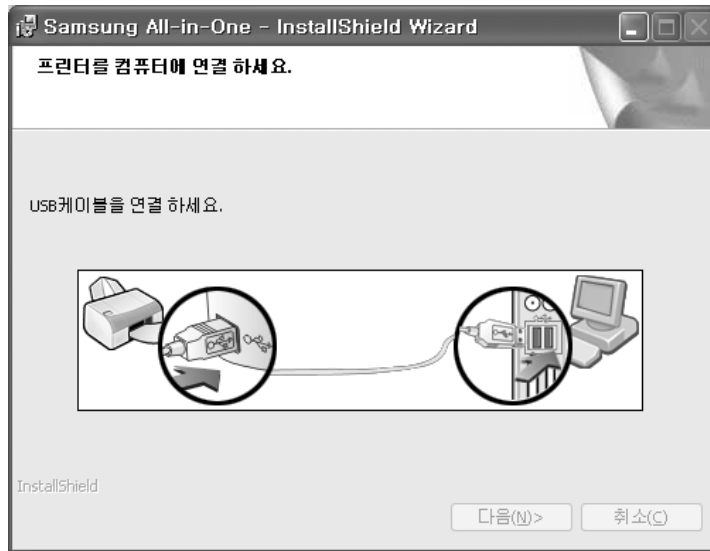 Samsung All-in-One - InstallShield Wizard
프린터를 컴퓨터에 연결 하세요.
USB케이블을 연결 하세요.
InstallShield
다음(N)>
취소(C)